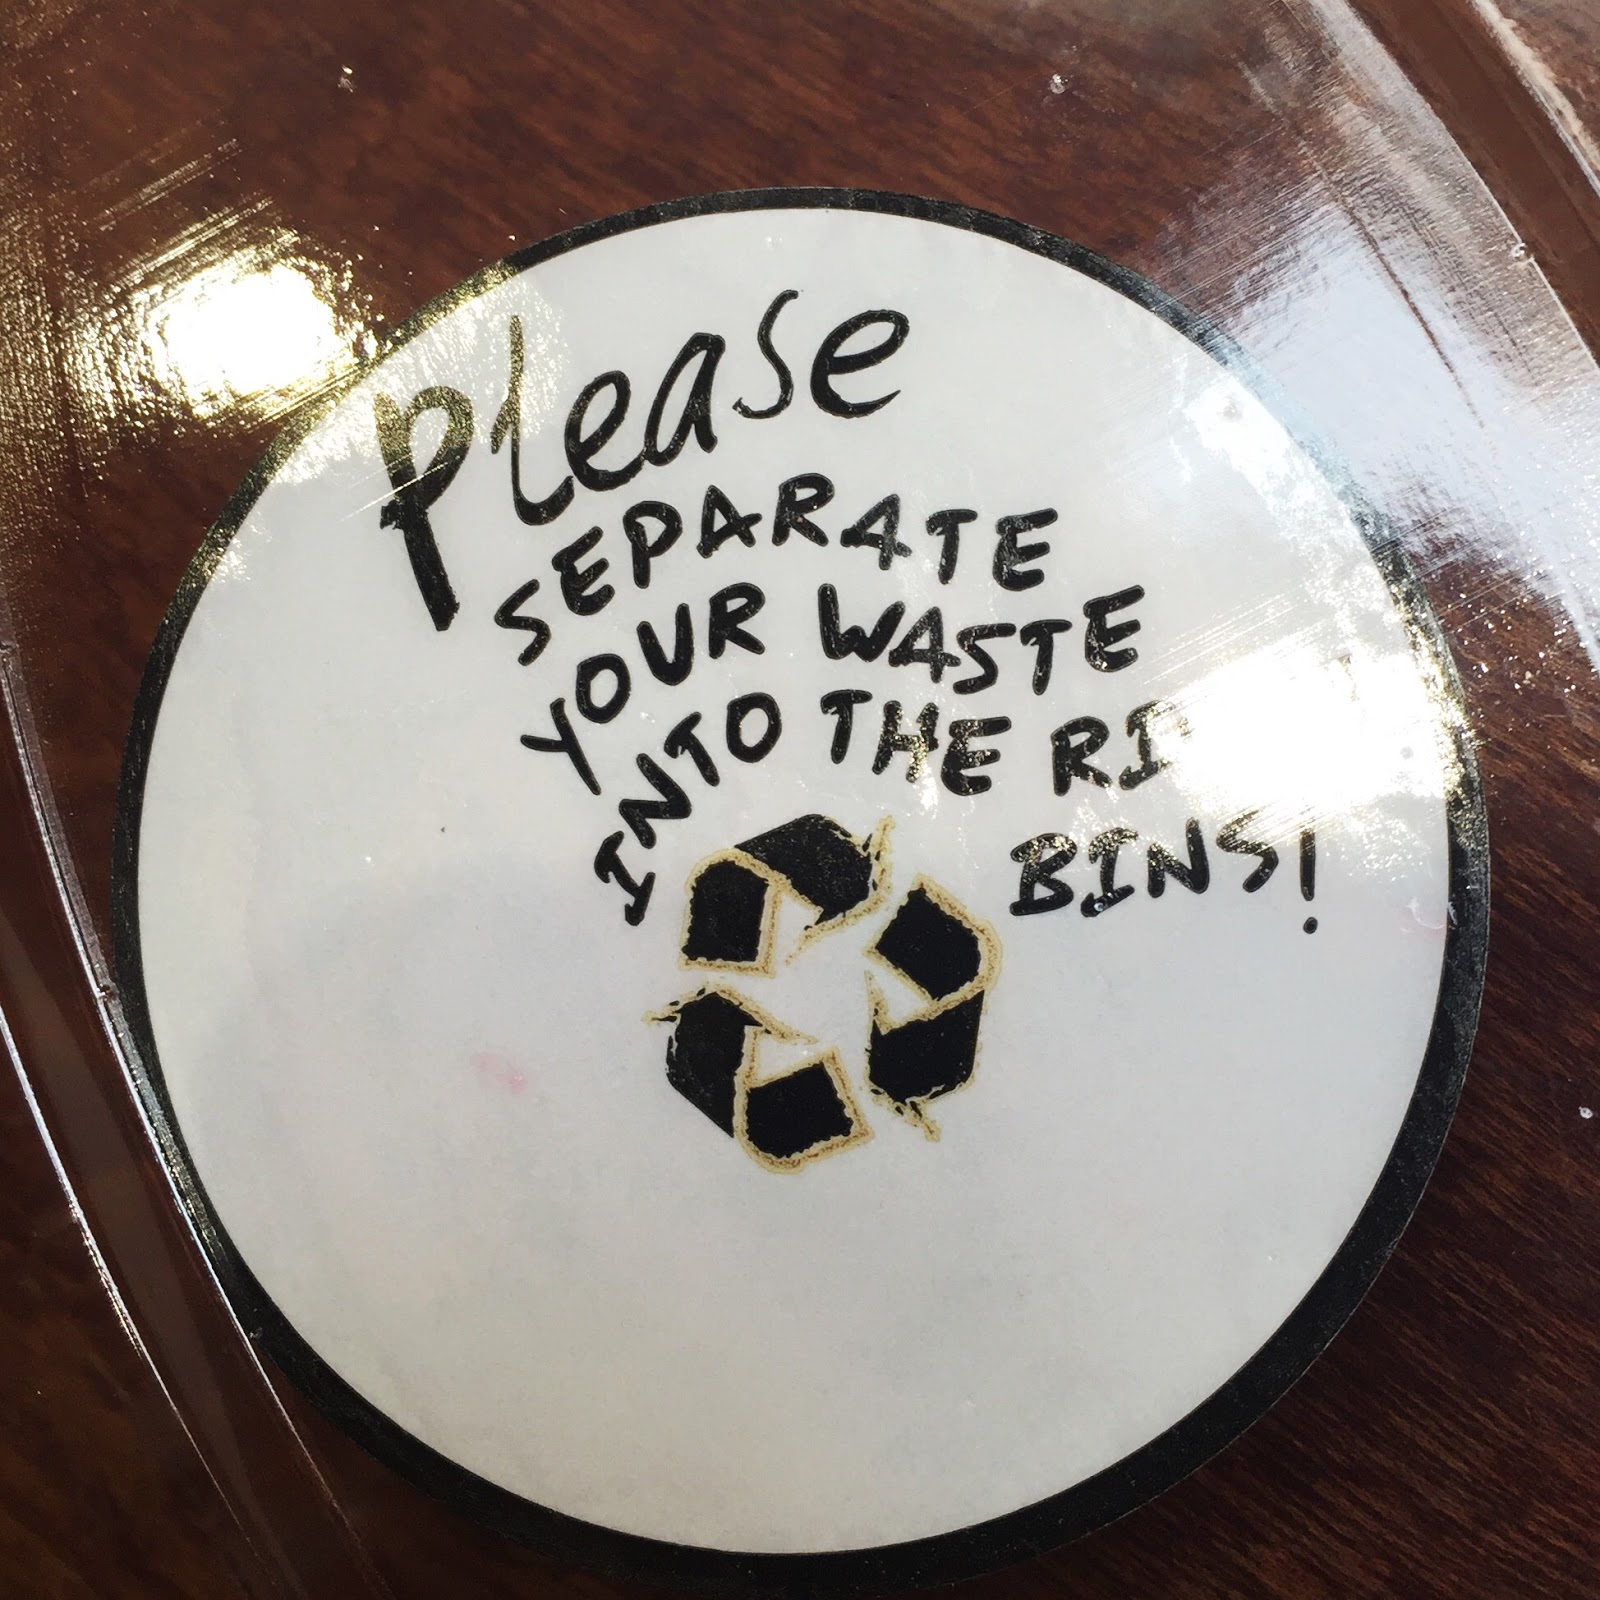 please
SEPARATE
YOUR WASTE
INTO THE
BINS!